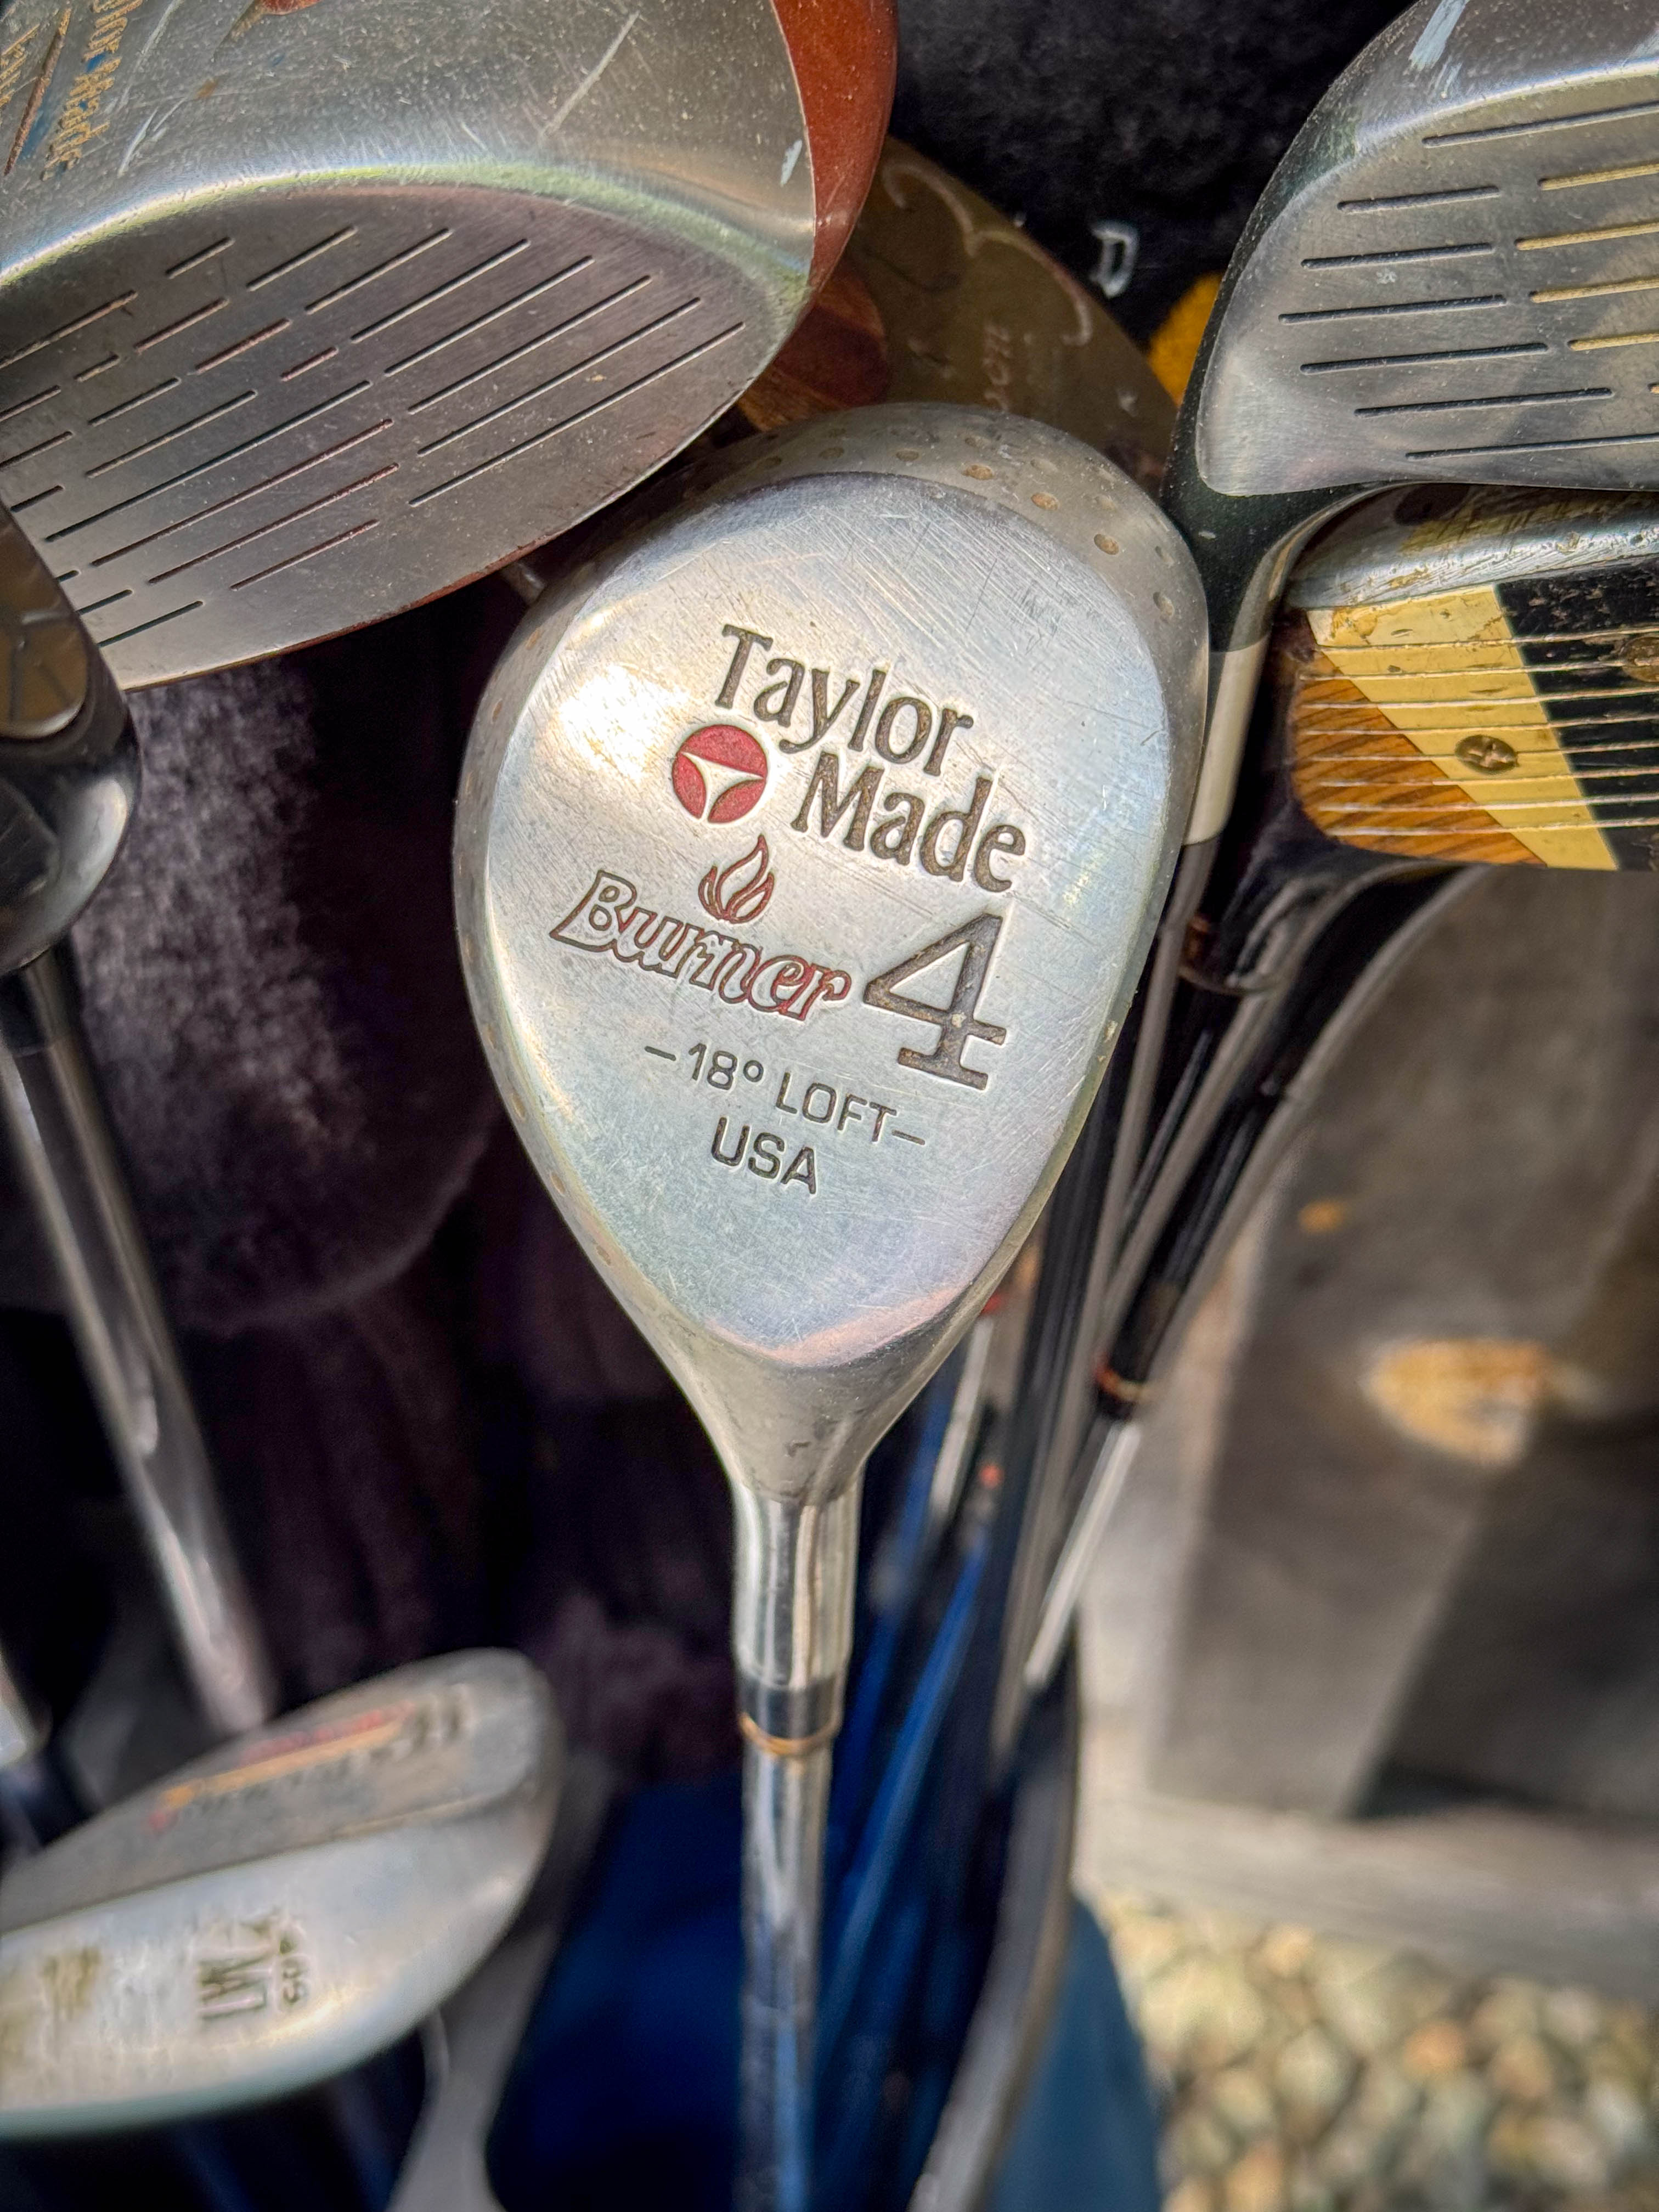 Taylor
Made
Burner 4
-18° LOFT-
USA